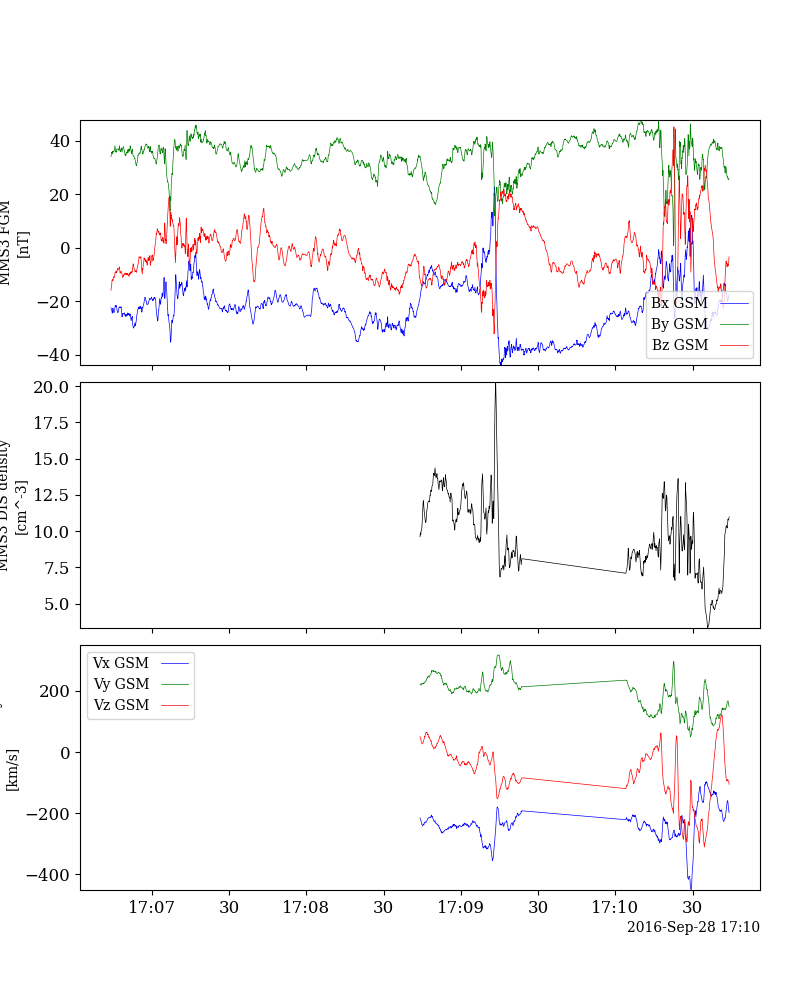 40
20
0
−20
−40
MMS3 FGM
[nT]
Bx GSM
By GSM
Bz GSM
20.0
17.5
15.0
12.5
10.0
7.5
5.0
MMS3 DIS density
[cm^-3]
Vx GSM
Vy GSM
Vz GSM
200
0
−200
−400
[km/s]
17:07 30 17:08 30 17:09 30 17:10 30
2016-Sep-28 17:10